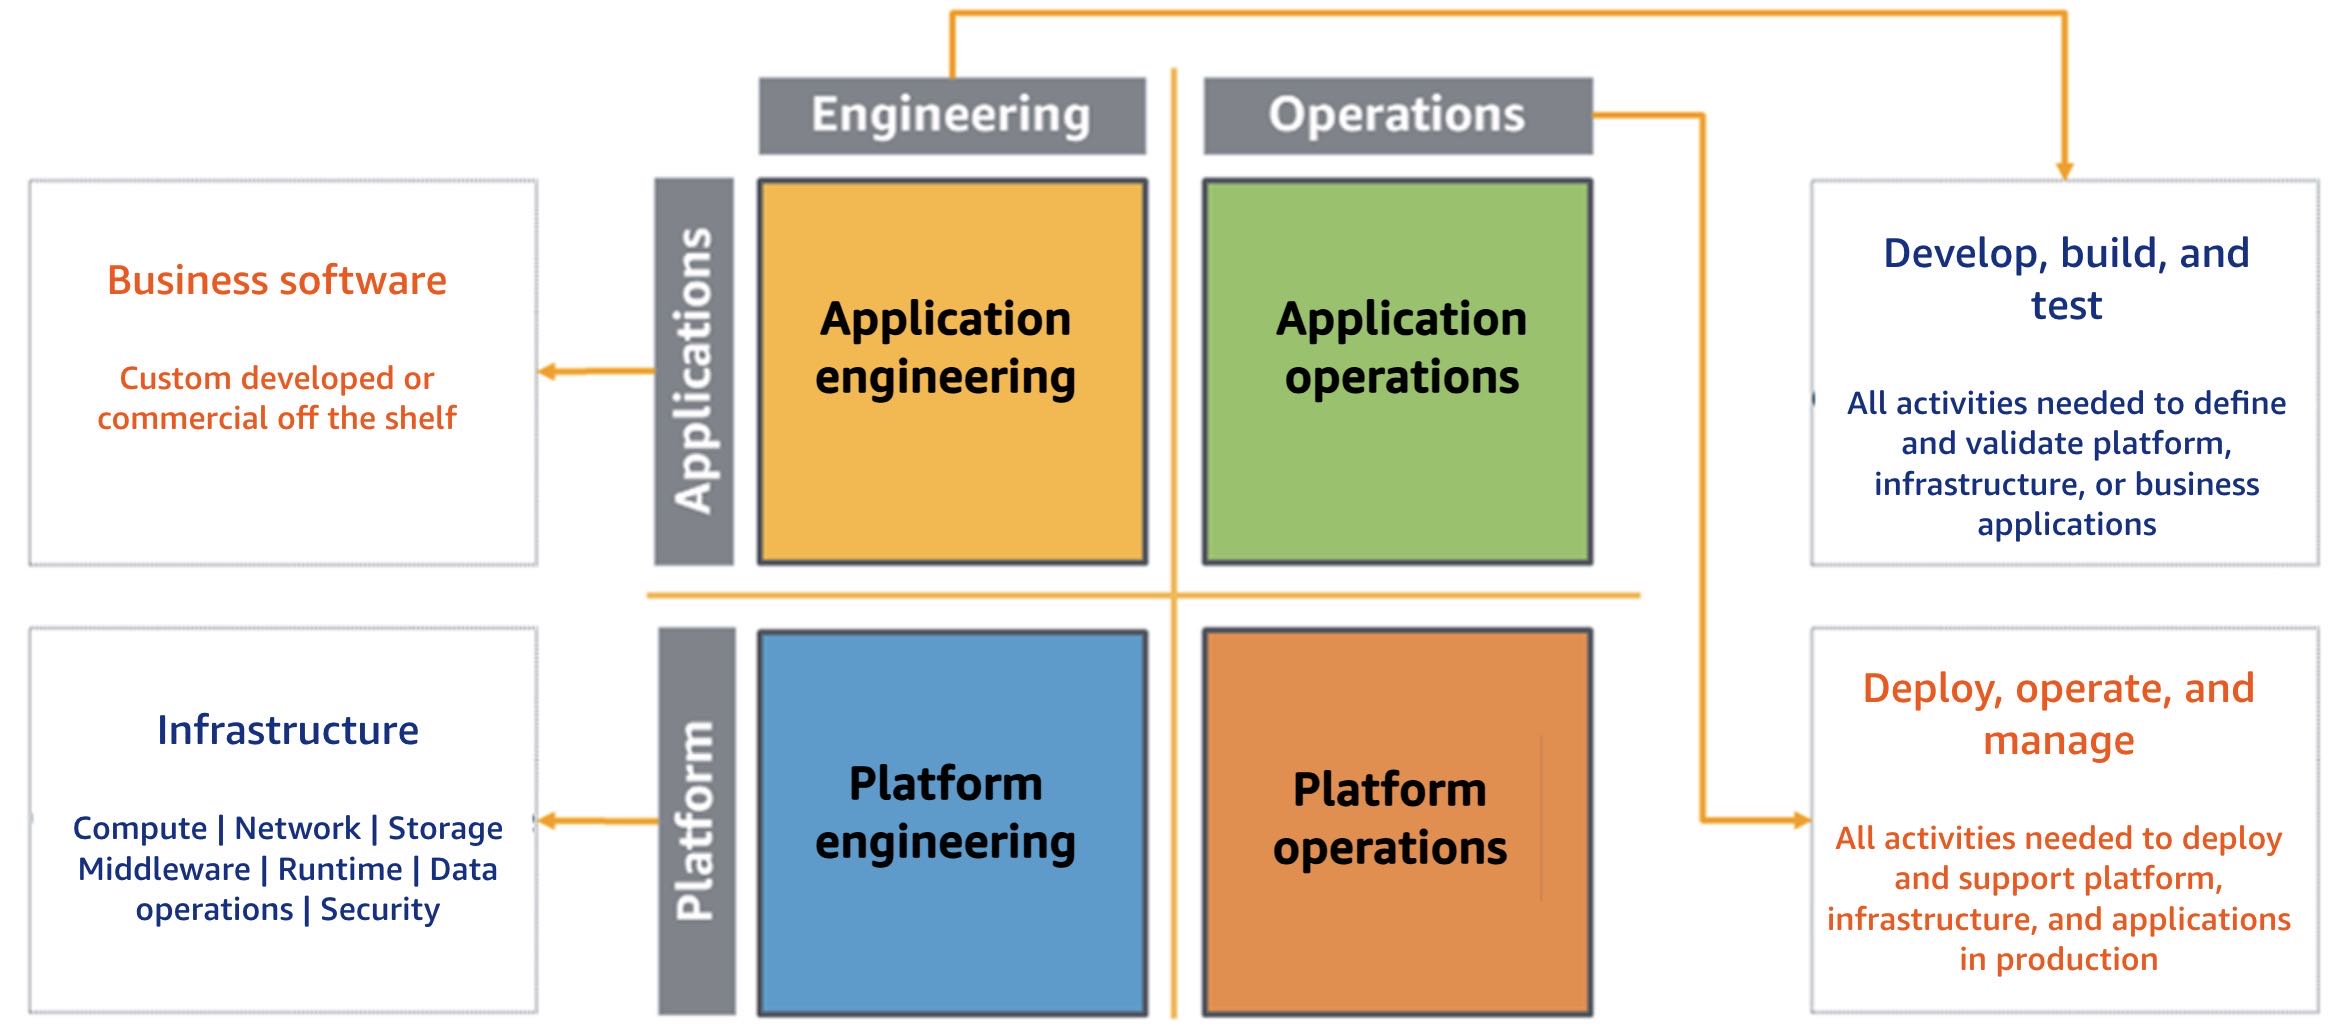 Engineering
Operations
Applications
Business software
Custom developed or
commercial off the shelf
Application
engineering
Application
operations
Develop, build, and
test
All activities needed to define
and validate platform,
infrastructure, or business
applications
Platform
Infrastructure
Compute | Network | Storage
Middleware | Runtime | Data
operations | Security
Platform
engineering
Platform
operations
Deploy, operate, and
manage
All activities needed to deploy
and support platform,
infrastructure, and applications
in production